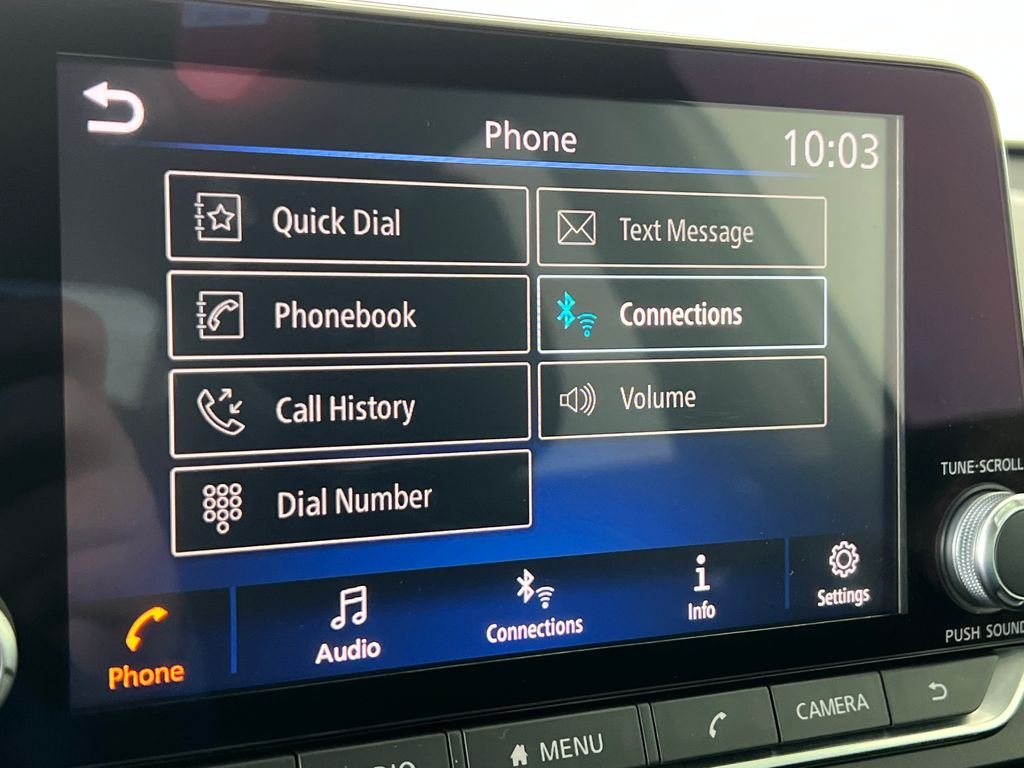 Phone
10:03
Quick Dial
Text Message
Phonebook
Connections
Call History
Volume
Dial Number
TUNE·SCROLL
Phone
Audio
Connections
Info
Settings
PUSH SOUND
MENU
CAMERA